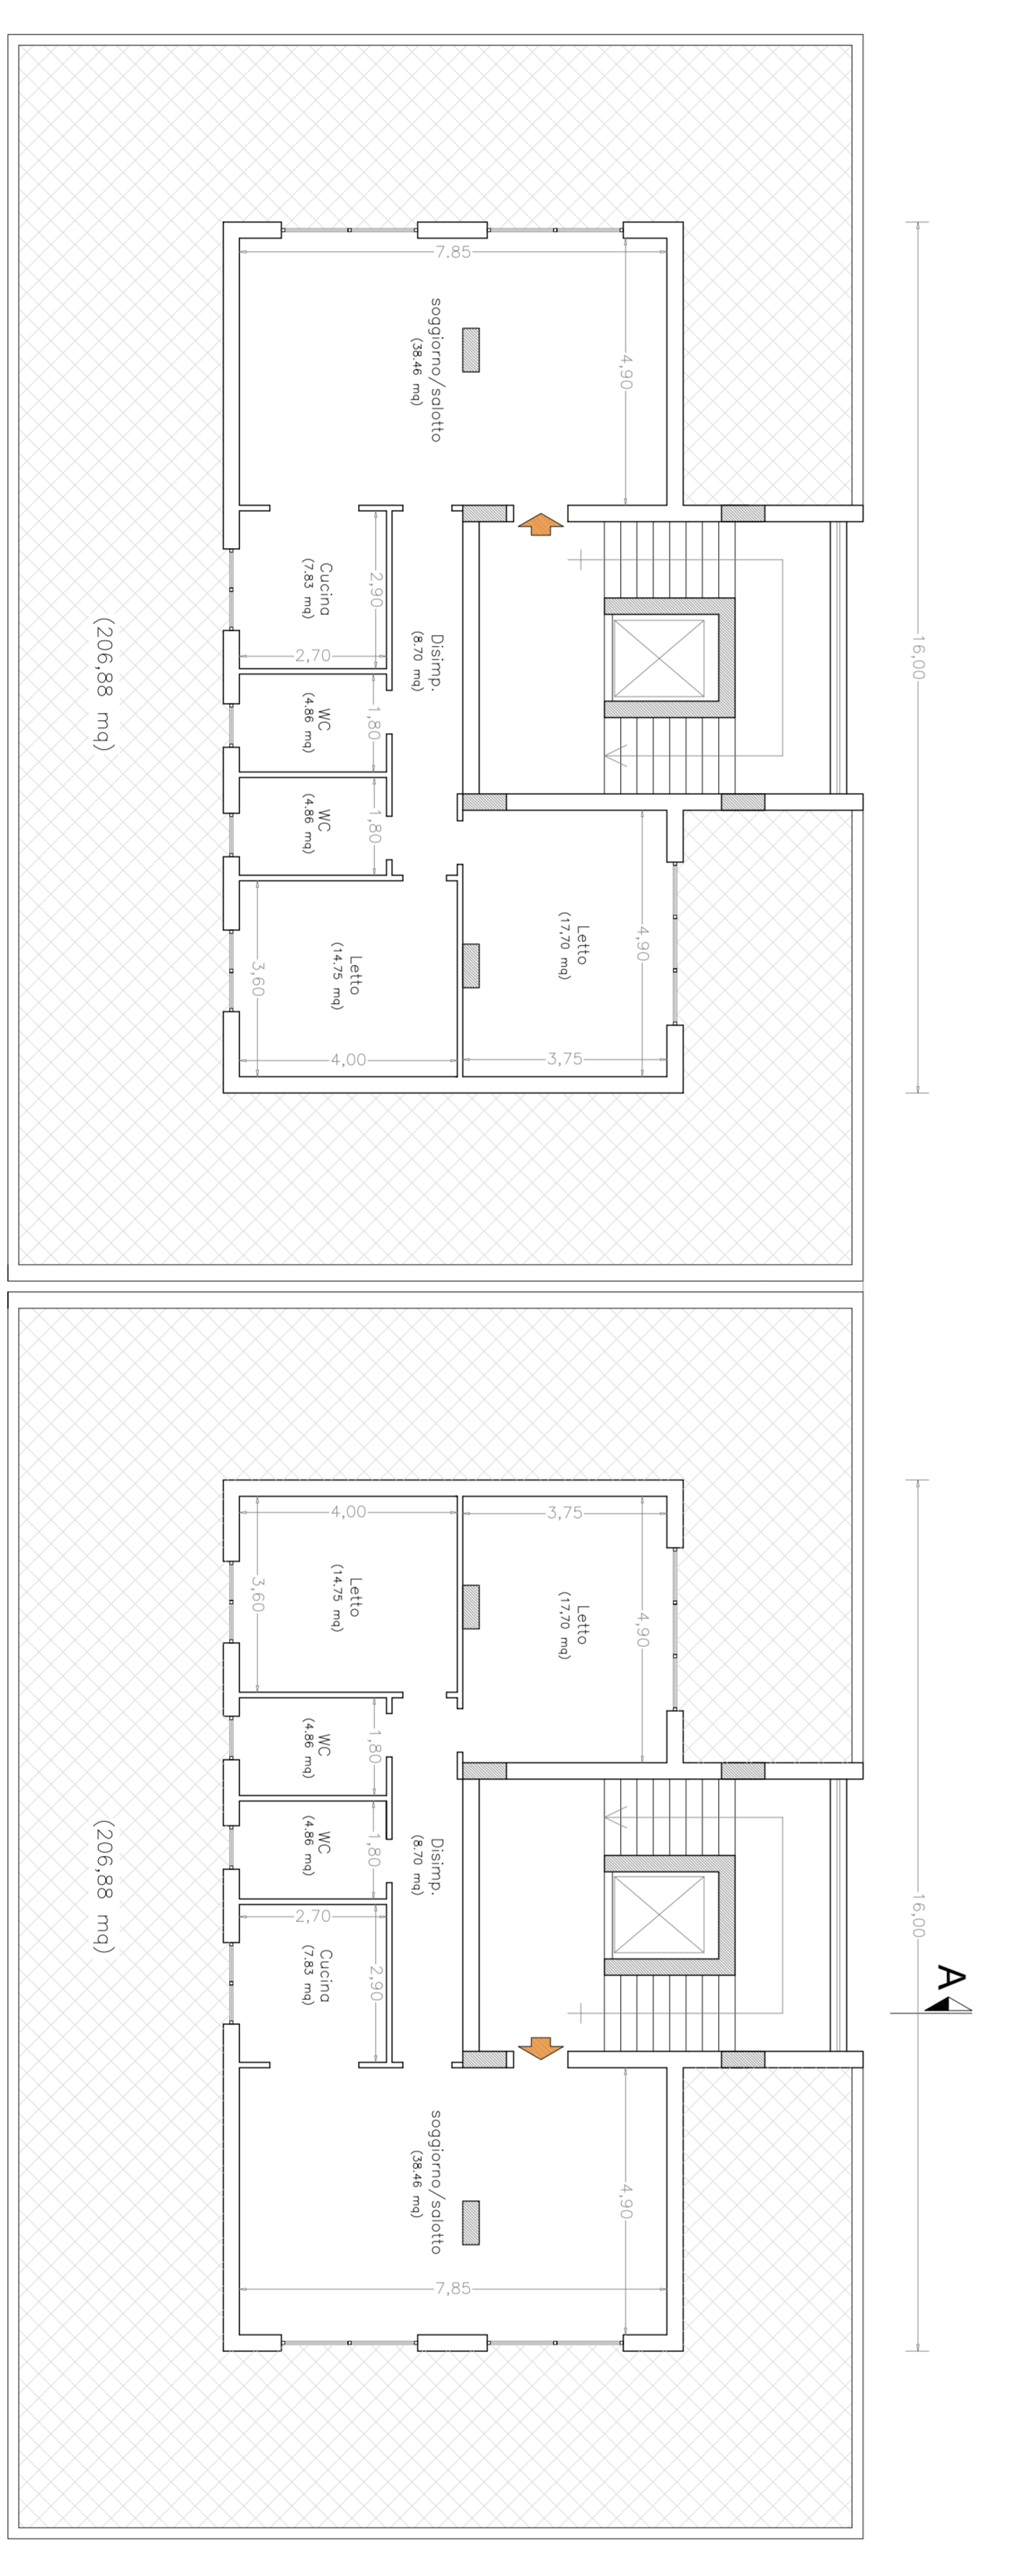 7.85
4,90
soggiorno/salotto
(38.46 mq)
16,00
2,90
Cucina
(7.83 mq)
2,70
Disimp.
(8.70 mq)
(206,88 mq)
1,80
WC
(4.86 mq)
1,80
WC
(4.86 mq)
4,90
Letto
(17,70 mq)
3,60
Letto
(14.75 mq)
4,00
3,75
4,00
3,75
3,60
Letto
(14.75 mq)
Letto
(17,70 mq)
4,90
1,80
WC
(4.86 mq)
1,80
WC
(4.86 mq)
Disimp.
(8.70 mq)
(206,88 mq)
16,00
A
2,70
Cucina
(7.83 mq)
2,90
soggiorno/salotto
(38.46 mq)
4,90
7,85